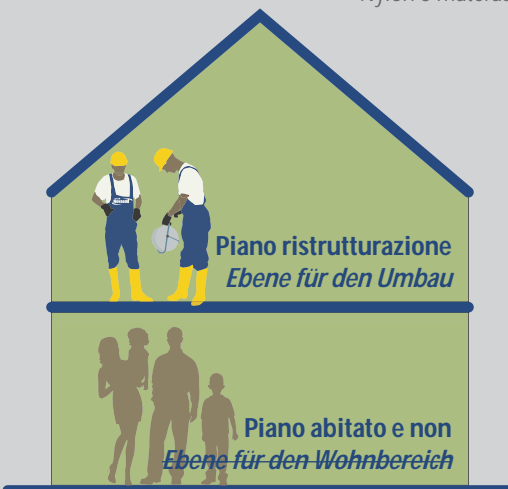 Piano ristrutturazione
Ebene für den Umbau
Piano abitato e non
Ebene für den Wohnbereich